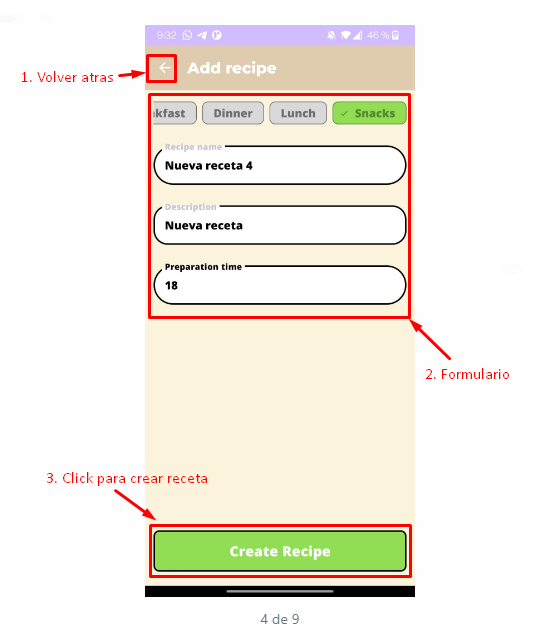 9:32 46 %
Add recipe
1. Volver atras
kfast Dinner Lunch Snacks
Recipe name
Nueva receta 4
Description
Nueva receta
Preparation time
18
2. Formulario
3. Click para crear receta
Create Recipe
4 de 9